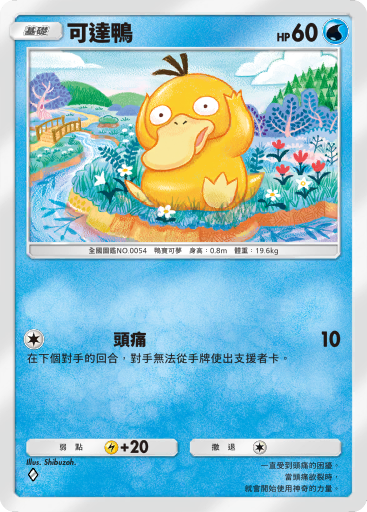 基礎 可達鴨 HP60
全國圖鑑NO.0054 鴨寶可夢 身高：0.8m 體重：19.6kg
頭痛 10
在下個對手的回合，對手無法從手牌使出支援者卡。
弱點 +20 撤退
Illus. Shibuzoh.
一直受到頭痛的困擾。
當頭痛欲裂時，
就會開始使用神奇的力量。